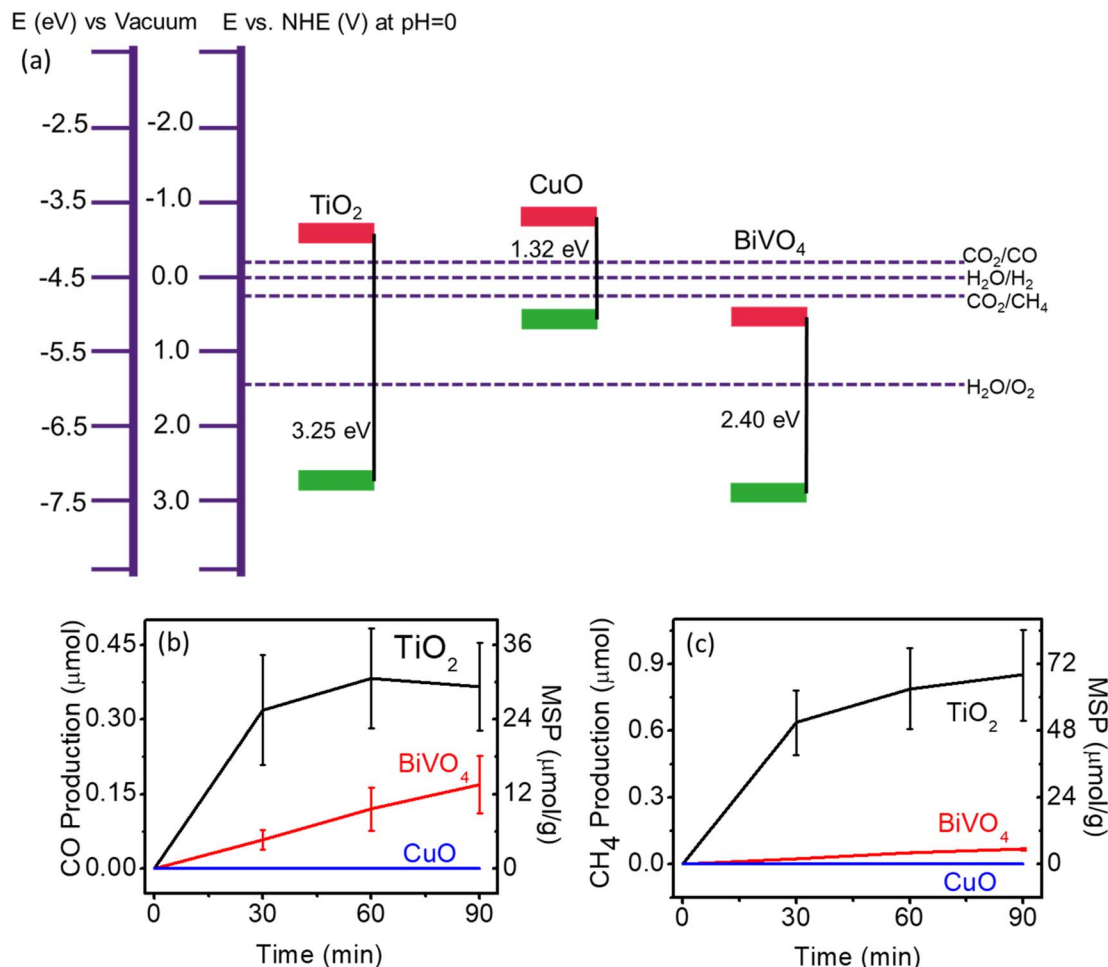 E (eV) vs Vacuum E vs. NHE (V) at pH=0
(a)
-2.5 -2.0
-3.5 -1.0
-4.5 0.0
-5.5 1.0
-6.5 2.0
-7.5 3.0
TiO₂
CuO
BiVO₄
1.32 eV
3.25 eV
2.40 eV
CO₂/CO
H₂O/H₂
CO₂/CH₄
H₂O/O₂
(b)
CO Production (μmol)
0.45
0.30
0.15
0.00
TiO₂
BiVO₄
CuO
36
24
12
0
MSP (μmol/g)
0 30 60 90
Time (min)
(c)
CH₄ Production (μmol)
0.9
0.6
0.3
0.0
TiO₂
BiVO₄
CuO
72
48
24
0
MSP (μmol/g)
0 30 60 90
Time (min)